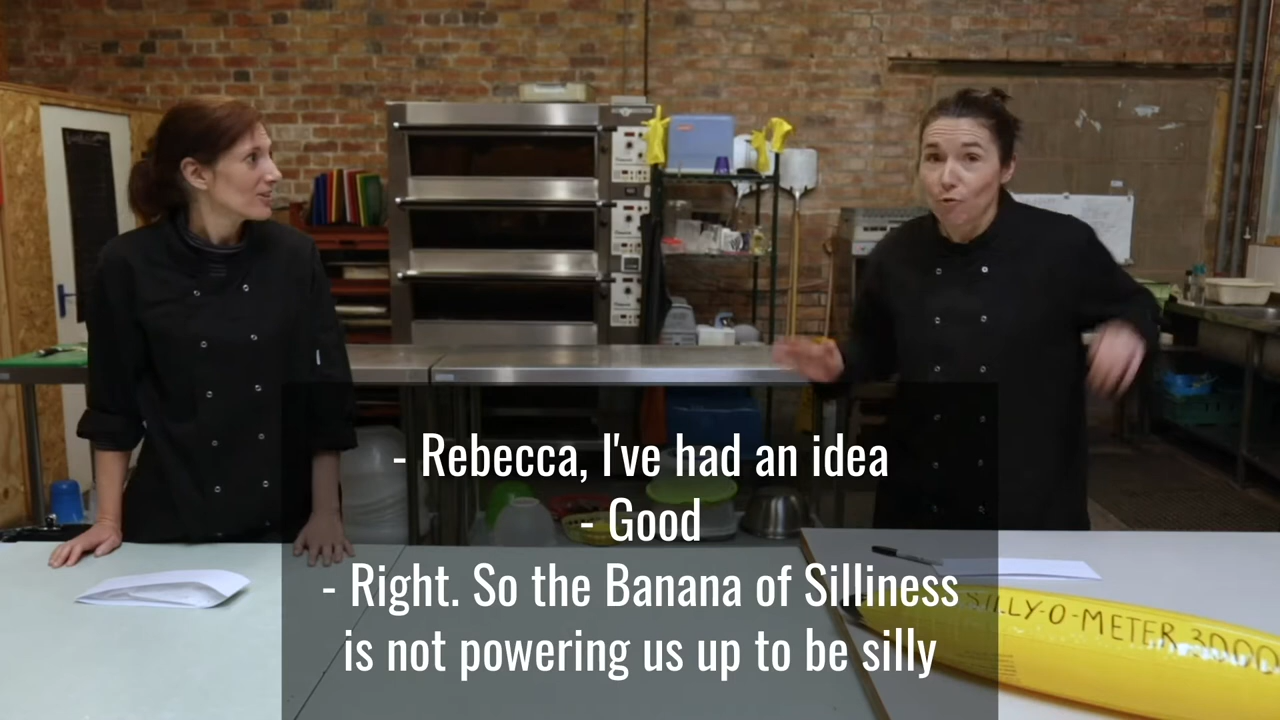 - Rebecca, I've had an idea
- Good
- Right. So the Banana of Silliness
is not powering us up to be silly
SILLY-O-METER 3000